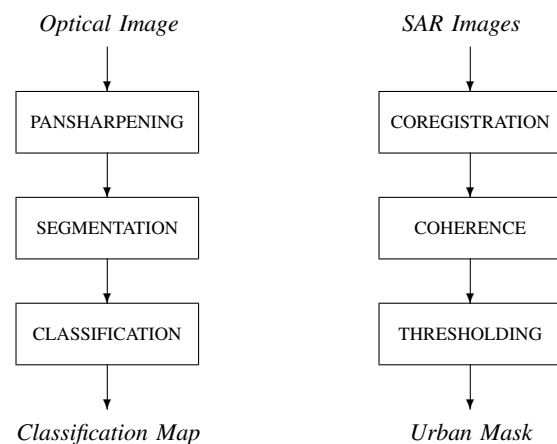 Optical Image
PANSHARPENING
SEGMENTATION
CLASSIFICATION
Classification Map
SAR Images
COREGISTRATION
COHERENCE
THRESHOLDING
Urban Mask